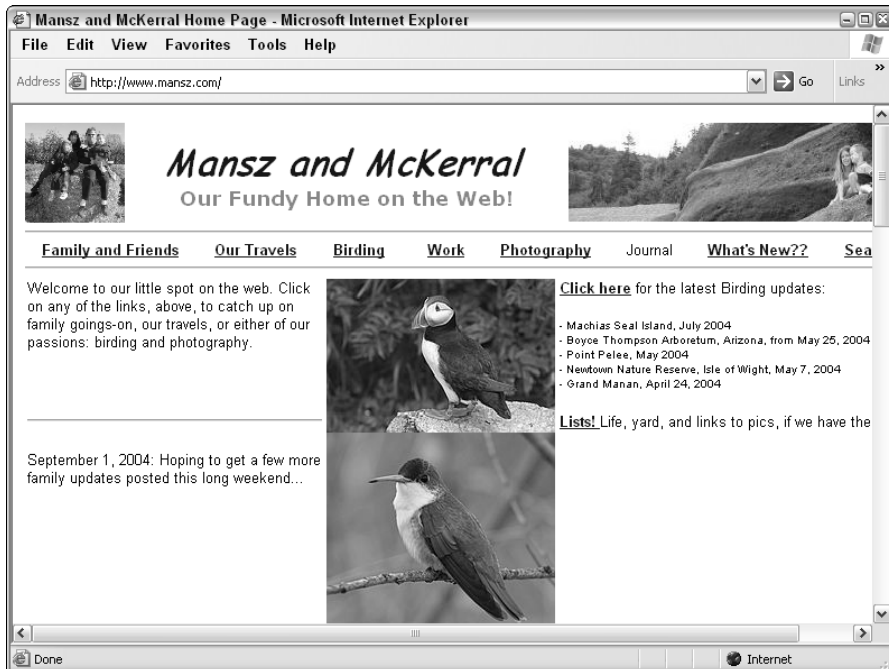 Mansz and McKerral Home Page - Microsoft Internet Explorer
File Edit View Favorites Tools Help
Address http://www.mansz.com/ Go Links »
Mansz and McKerral
Our Fundy Home on the Web!
Family and Friends Our Travels Birding Work Photography Journal What's New?? Sea
Welcome to our little spot on the web. Click
on any of the links, above, to catch up on
family goings-on, our travels, or either of our
passions: birding and photography.
September 1, 2004: Hoping to get a few more
family updates posted this long weekend...
Click here for the latest Birding updates:
- Machias Seal Island, July 2004
- Boyce Thompson Arboretum, Arizona, from May 25, 2004
- Point Pelee, May 2004
- Newtown Nature Reserve, Isle of Wight, May 7, 2004
- Grand Manan, April 24, 2004
Lists! Life, yard, and links to pics, if we have the
Done Internet